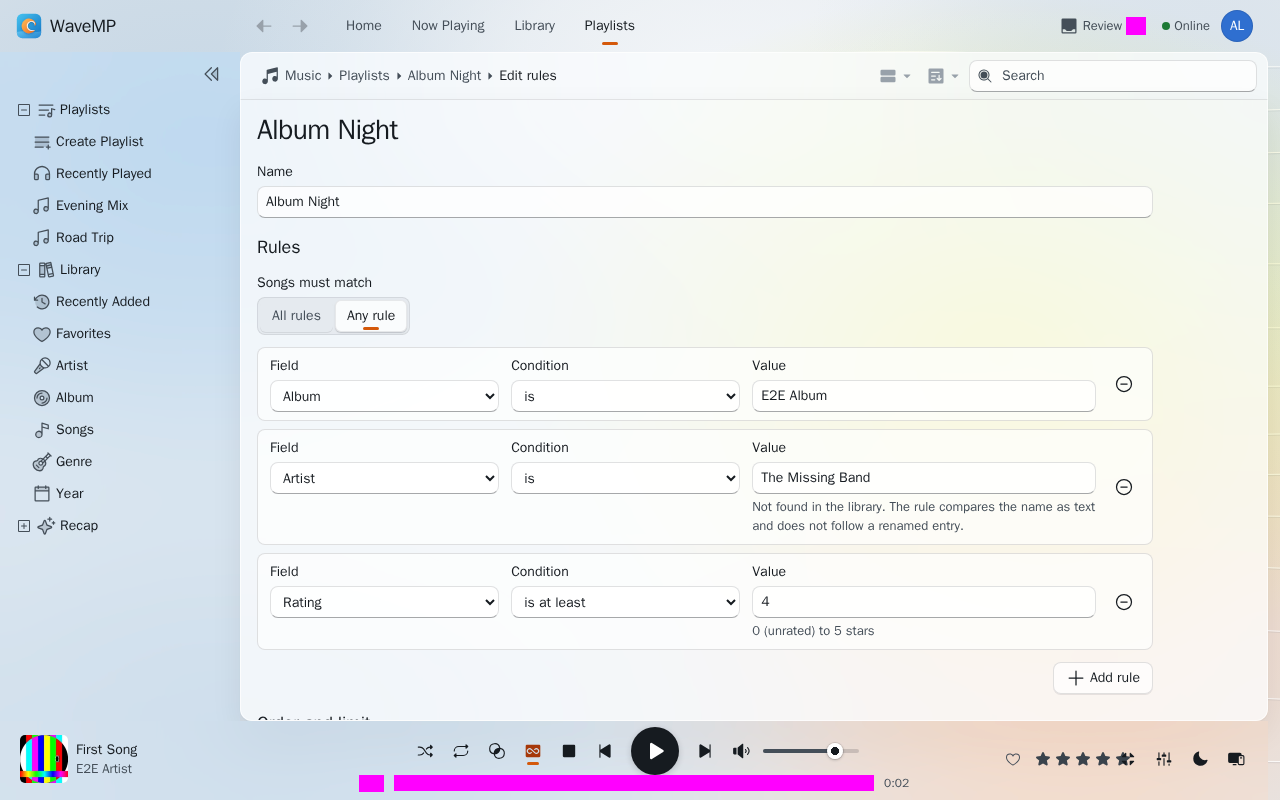 WaveMP
Home
Now Playing
Library
Playlists
Review
Online
AL
Music
Playlists
Album Night
Edit rules
Search
Playlists
Create Playlist
Recently Played
Evening Mix
Road Trip
Library
Recently Added
Favorites
Artist
Album
Songs
Genre
Year
Recap
Album Night
Name
Album Night
Rules
Songs must match
All rules
Any rule
Field
Condition
Value
Album
is
E2E Album
Field
Condition
Value
Artist
is
The Missing Band
Not found in the library. The rule compares the name as text
and does not follow a renamed entry.
Field
Condition
Value
Rating
is at least
4
0 (unrated) to 5 stars
Add rule
Order and limit
First Song
E2E Artist
0:02